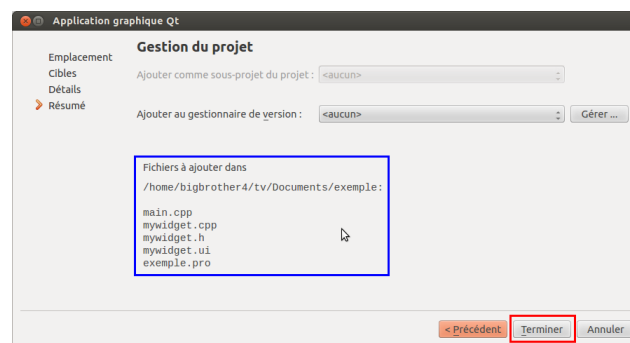 Application graphique Qt
Emplacement
Cibles
Détails
Résumé
Gestion du projet
Ajouter comme sous-projet du projet : <aucun>
Ajouter au gestionnaire de version : <aucun> Gérer ...
Fichiers à ajouter dans
/home/bigbrother4/tv/Documents/exemple:
main.cpp
mywidget.cpp
mywidget.h
mywidget.ui
exemple.pro
< Précédent Terminer Annuler